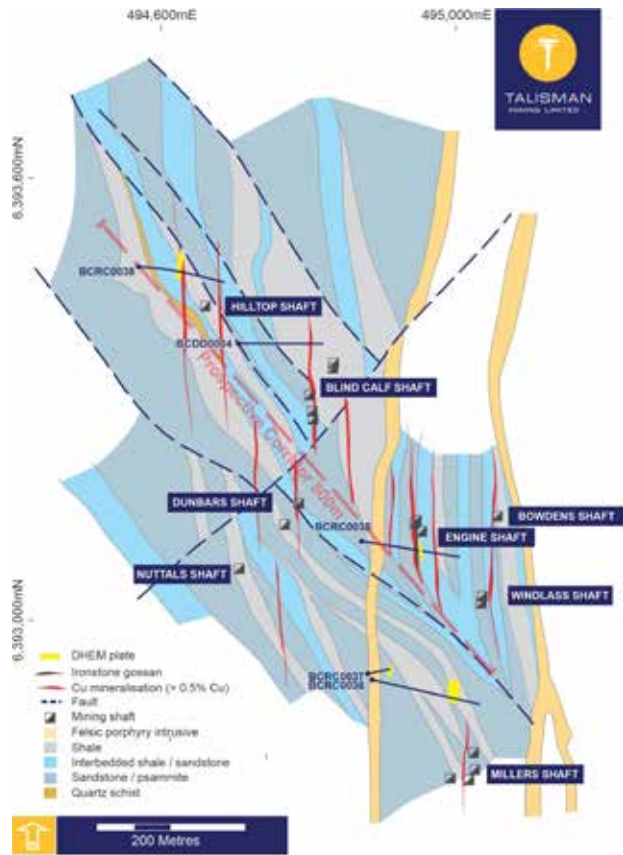 494,600mE
495,000mE
TALISMAN
MINING LIMITED
6,393,600mN
BCRC0038
HILLTOP SHAFT
BCDD0004
BLIND CALF SHAFT
Prospective Corridor 800m
DUNBARS SHAFT
BCRC0035
BOWDENS SHAFT
ENGINE SHAFT
NUTTALS SHAFT
WINDLASS SHAFT
6,393,000mN
BCRC0037
BCRC0036
MILLERS SHAFT
DHEM plate
Ironstone gossan
Cu mineralisation (> 0.5% Cu)
Fault
Mining shaft
Felsic porphyry intrusive
Shale
Interbedded shale / sandstone
Sandstone / psammite
Quartz schist
200 Metres